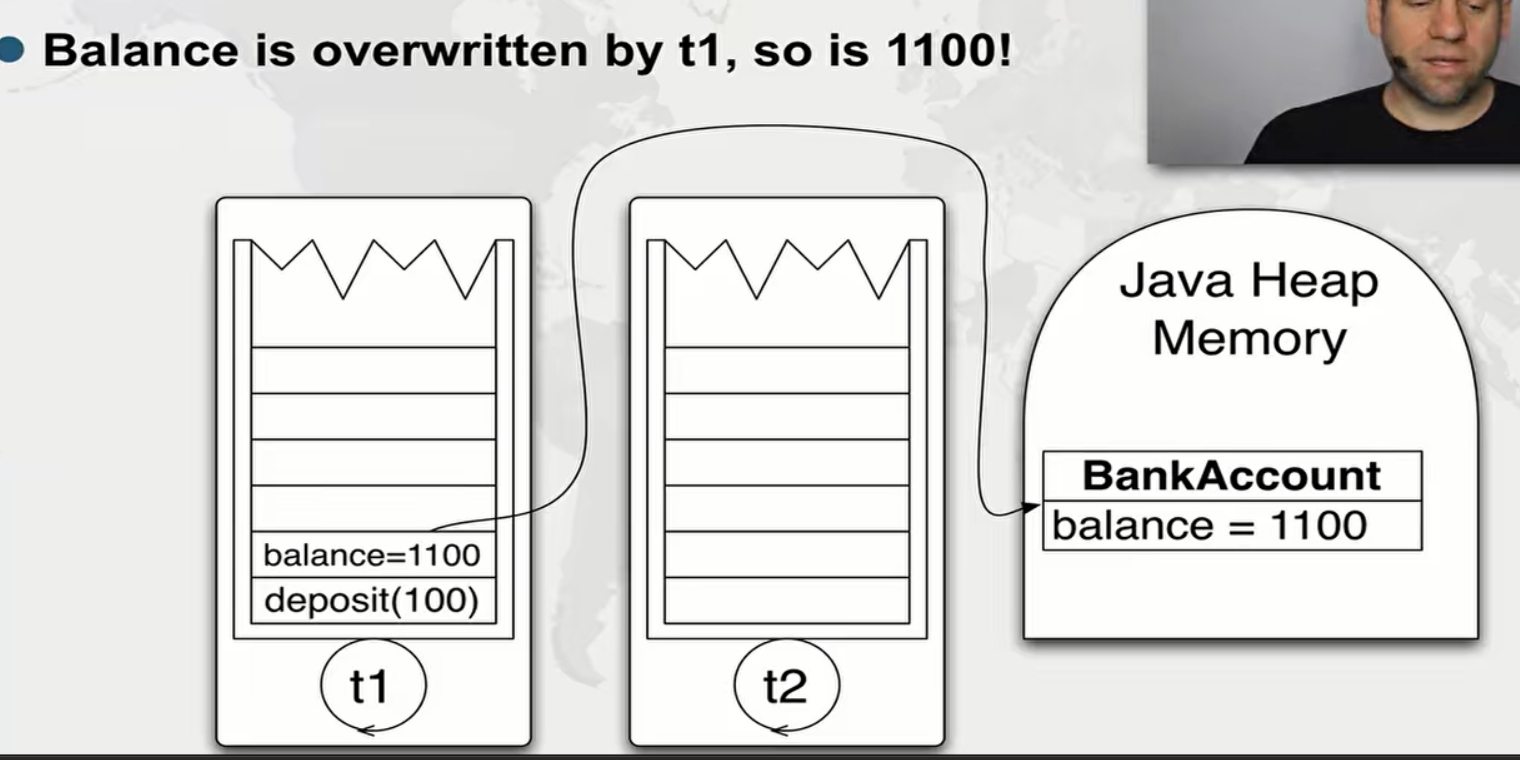 Balance is overwritten by t1, so is 1100!
Java Heap
Memory
BankAccount
balance = 1100
balance=1100
deposit(100)
t1
t2